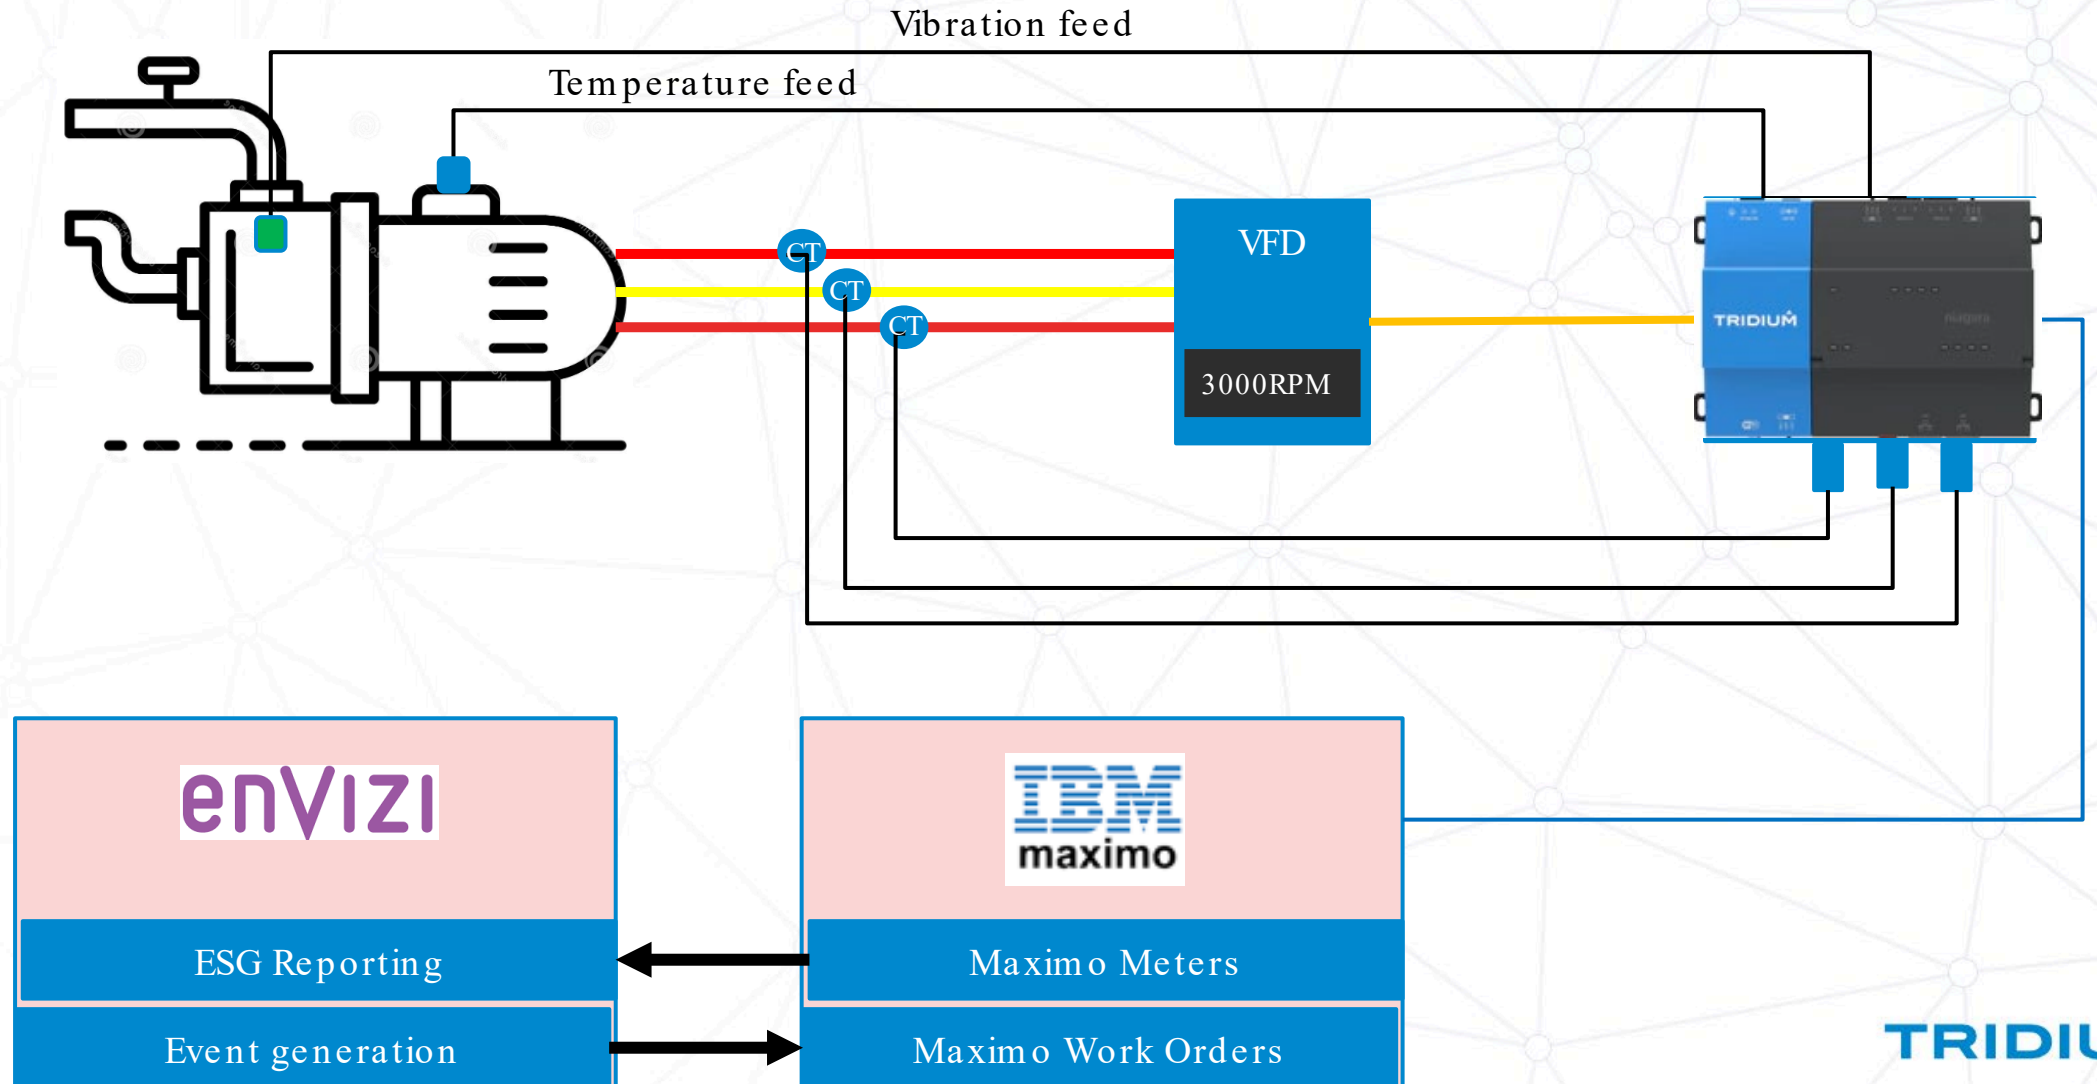 Vibration feed
Temperature feed
CT
CT
CT
VFD
3000RPM
TRIDIUM
niagara
enVIZI
IBM
maximo
ESG Reporting
Maximo Meters
Event generation
Maximo Work Orders
TRIDIU